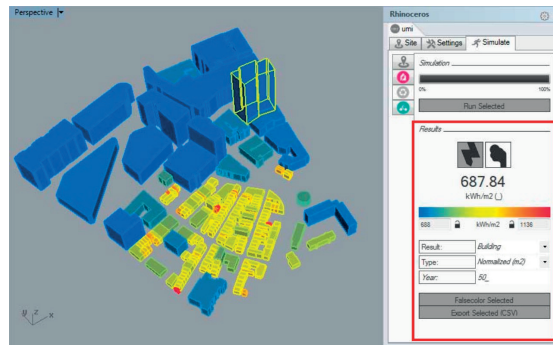 Perspective
Rhinoceros
umi
Site Settings Simulate
Simulation
0% 100%
Run Selected
Results
687.84
kWh/m2 (_)
688 kWh/m2 1136
Result: Building
Type: Normalized (m2)
Year: 50_
Falsecolor Selected
Export Selected (CSV)
y z x